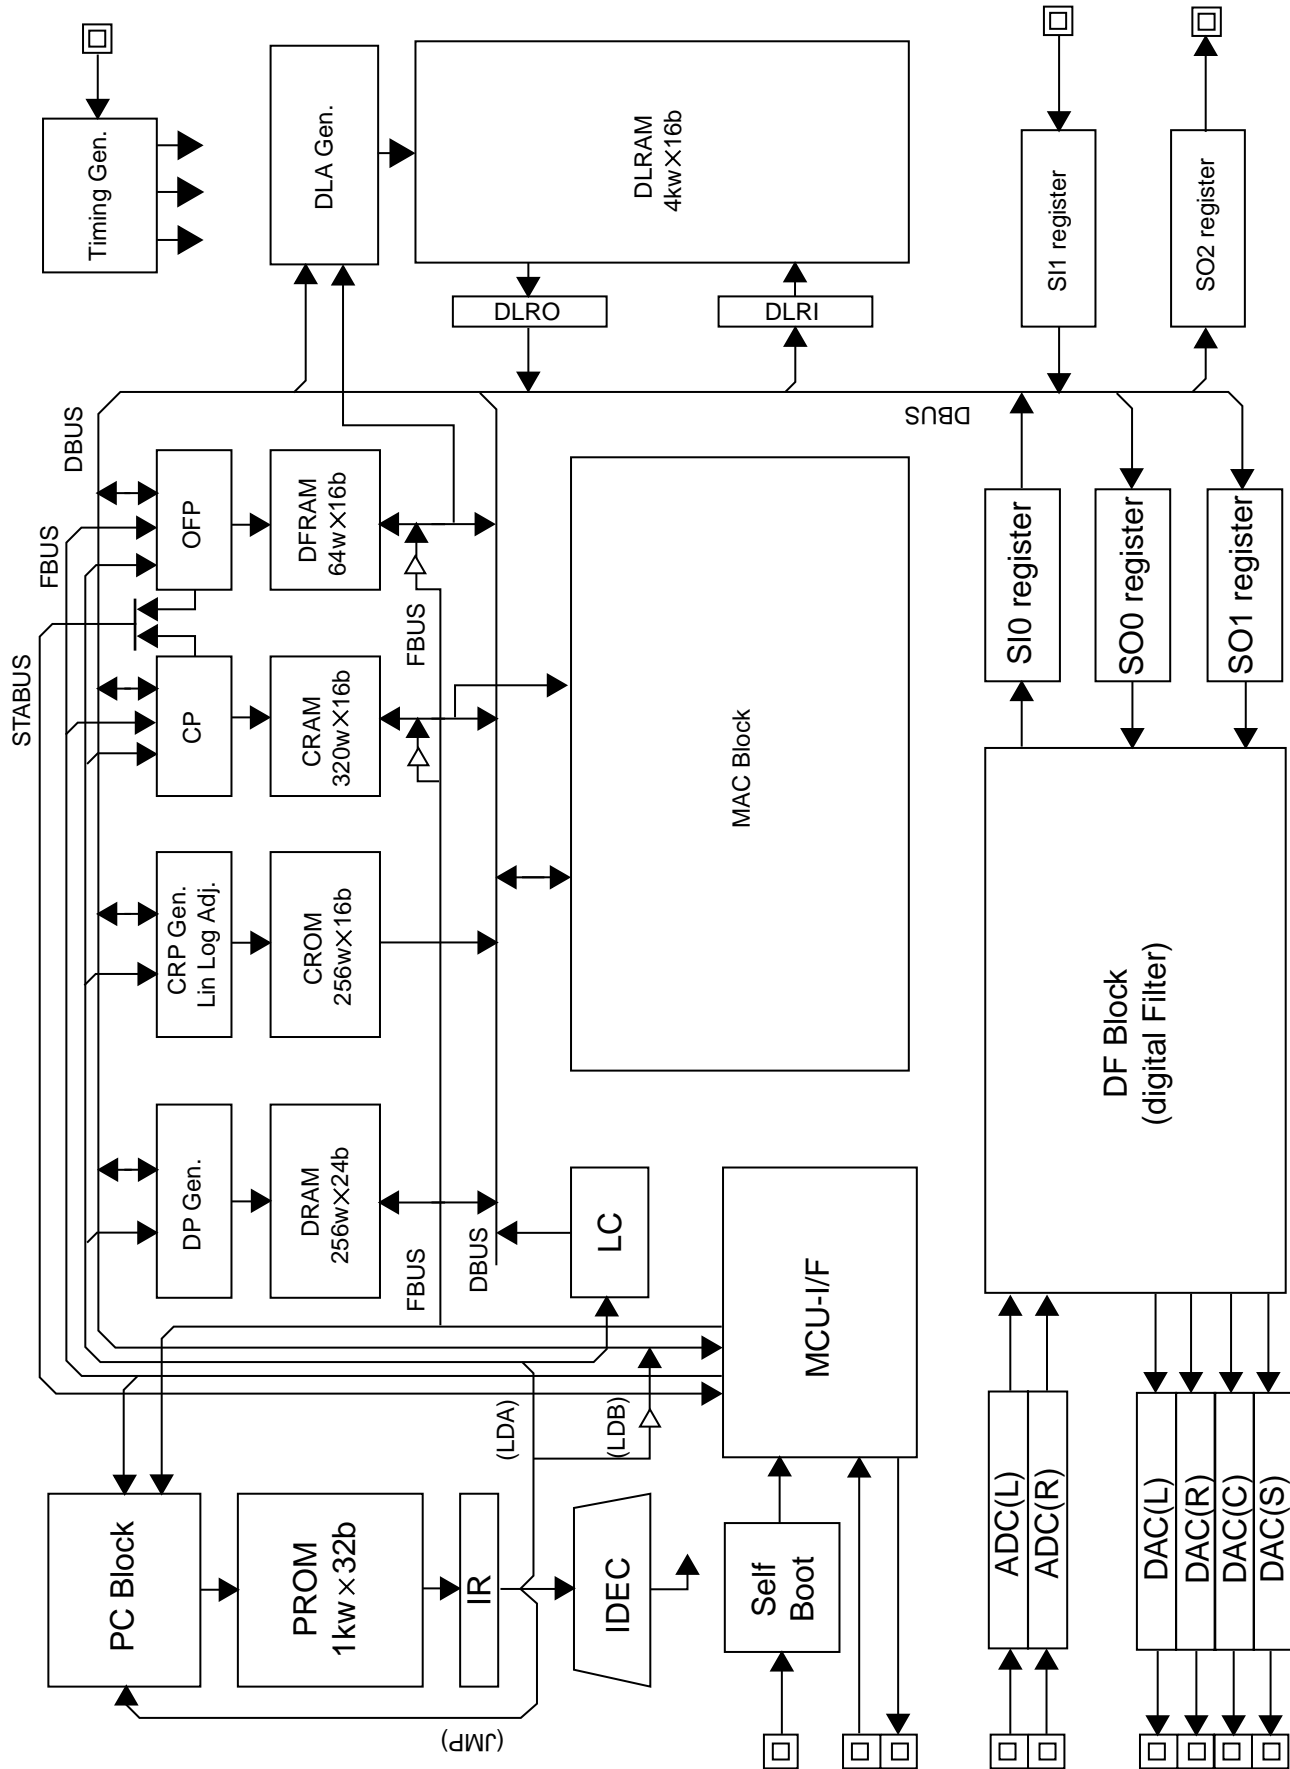 Timing Gen.
DLA Gen.
DLRAM
4kw×16b
SI1 register
SO2 register
DLRO
DLRI
DBUS
DBUS
FBUS
STABUS
OFP
DFRAM
64w×16b
FBUS
CP
CRAM
320w×16b
CRP Gen.
Lin Log Adj.
CROM
256w×16b
DP Gen.
DRAM
256w×24b
FBUS
DBUS
LC
MAC Block
SI0 register
SO0 register
SO1 register
DF Block
(digital Filter)
MCU-I/F
(LDA)
(LDB)
PC Block
PROM
1kw×32b
IR
IDEC
(JMP)
Self
Boot
ADC(L)
ADC(R)
DAC(L)
DAC(R)
DAC(C)
DAC(S)